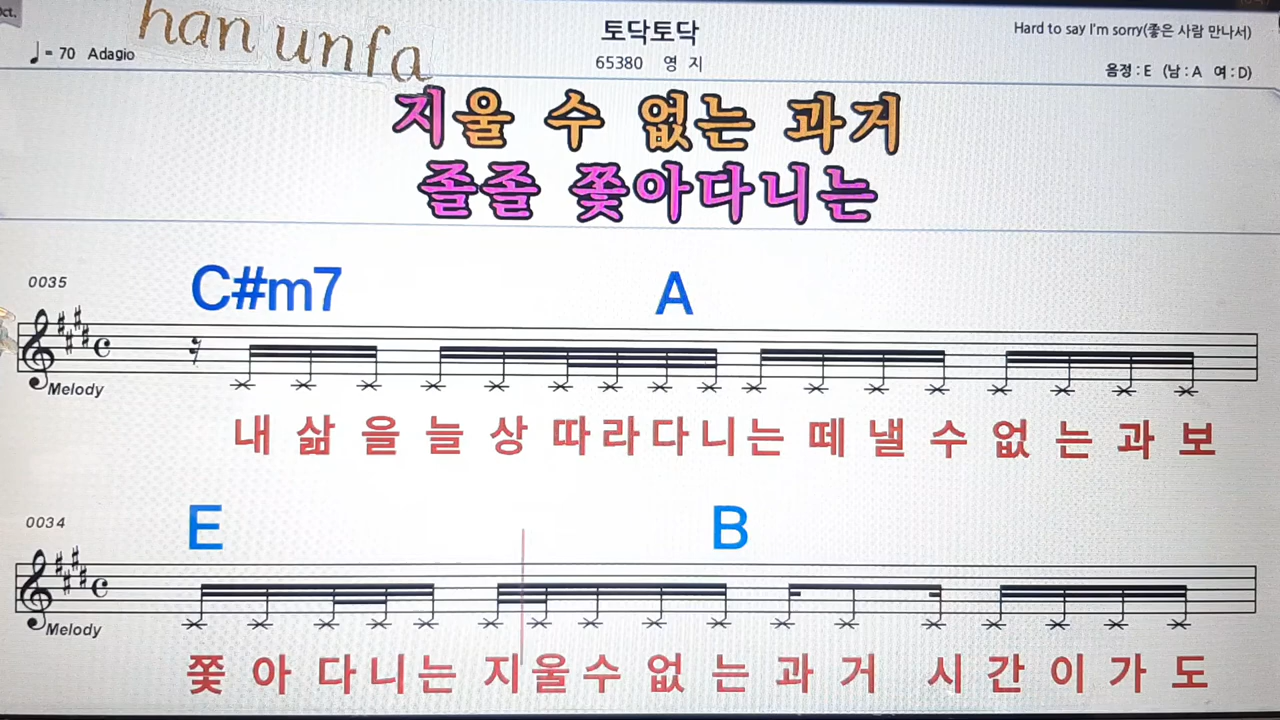 ct.
han unfa
♩= 70 Adagio
토닥토닥
65380 영 지
Hard to say I'm sorry(좋은 사람 만나서)
음정 : E (남 : A 여 : D)
지울 수 없는 과거
졸졸 쫓아다니는
0035
C#m7 A
Melody
내 삶 을 늘 상 따 라 다 니 는 떼 낼 수 없 는 과 보
0034
E B
Melody
쫓 아 다 니 는 지 울 수 없 는 과 거 시 간 이 가 도